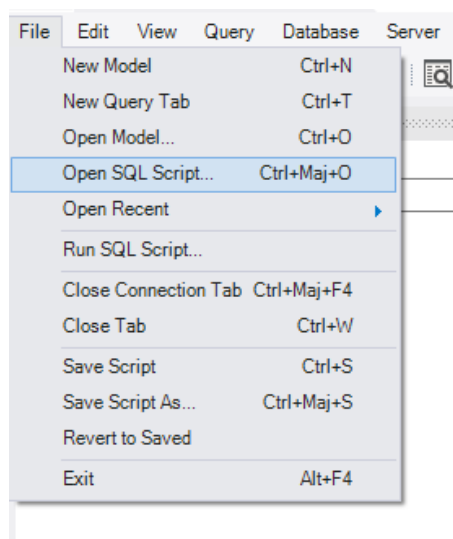 File Edit View Query Database Server
New Model Ctrl+N
New Query Tab Ctrl+T
Open Model... Ctrl+O
Open SQL Script... Ctrl+Maj+O
Open Recent
Run SQL Script...
Close Connection Tab Ctrl+Maj+F4
Close Tab Ctrl+W
Save Script Ctrl+S
Save Script As... Ctrl+Maj+S
Revert to Saved
Exit Alt+F4